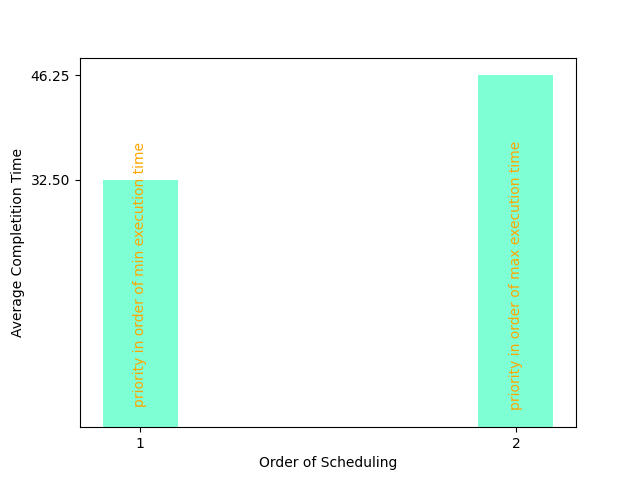 46.25
32.50
Average Completition Time
priority in order of min execution time
priority in order of max execution time
1
2
Order of Scheduling